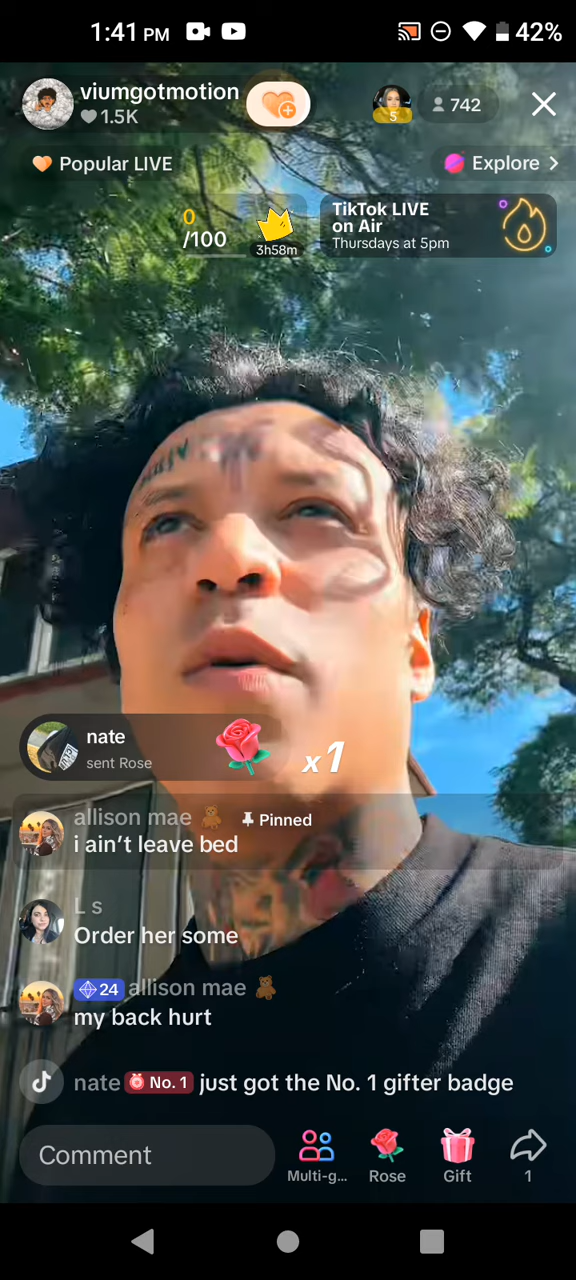 1:41 PM
42%
viumgotmotion
1.5K
5
742
Popular LIVE
Explore >
0
/100
3h58m
TikTok LIVE
on Air
Thursdays at 5pm
nate
sent Rose
x1
allison mae Pinned
i ain't leave bed
L s
Order her some
24 allison mae
my back hurt
nate No. 1 just got the No. 1 gifter badge
Comment
Multi-g...
Rose
Gift
1